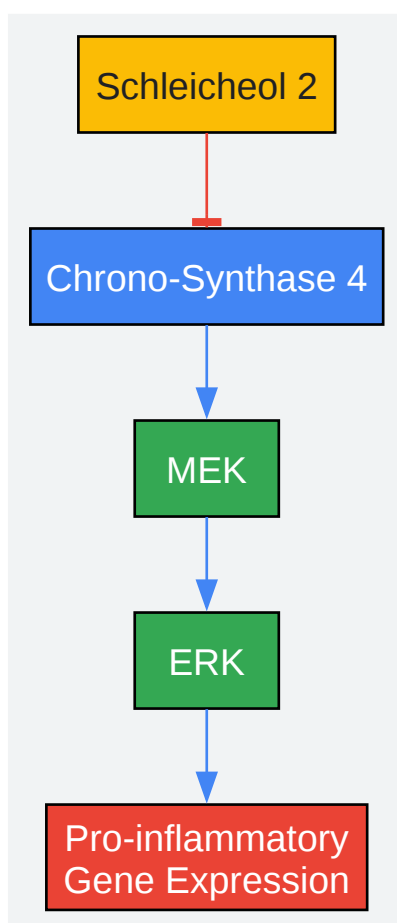 Schleicheol 2
Chrono-Synthase 4
MEK
ERK
Pro-inflammatory
Gene Expression